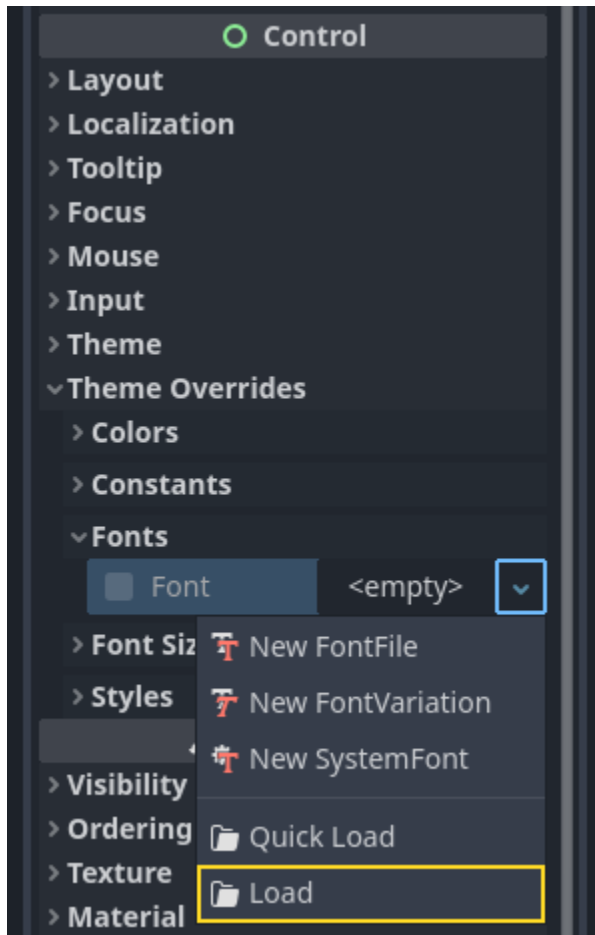 Control
Layout
Localization
Tooltip
Focus
Mouse
Input
Theme
Theme Overrides
Colors
Constants
Fonts
Font <empty>
New FontFile
Font Siz
New FontVariation
Styles
New SystemFont
Visibility
Quick Load
Ordering
Load
Texture
Material